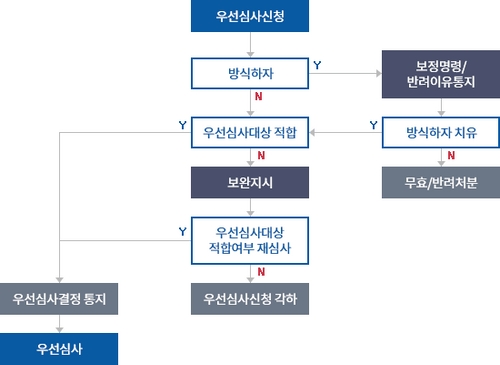 우선심사신청
방식하자
Y
보정명령/
반려이유통지
N
Y
우선심사대상 적합
Y
방식하자 치유
N
N
보완지시
무효/반려처분
Y
우선심사대상
적합여부 재심사
N
우선심사결정 통지
우선심사신청 각하
우선심사